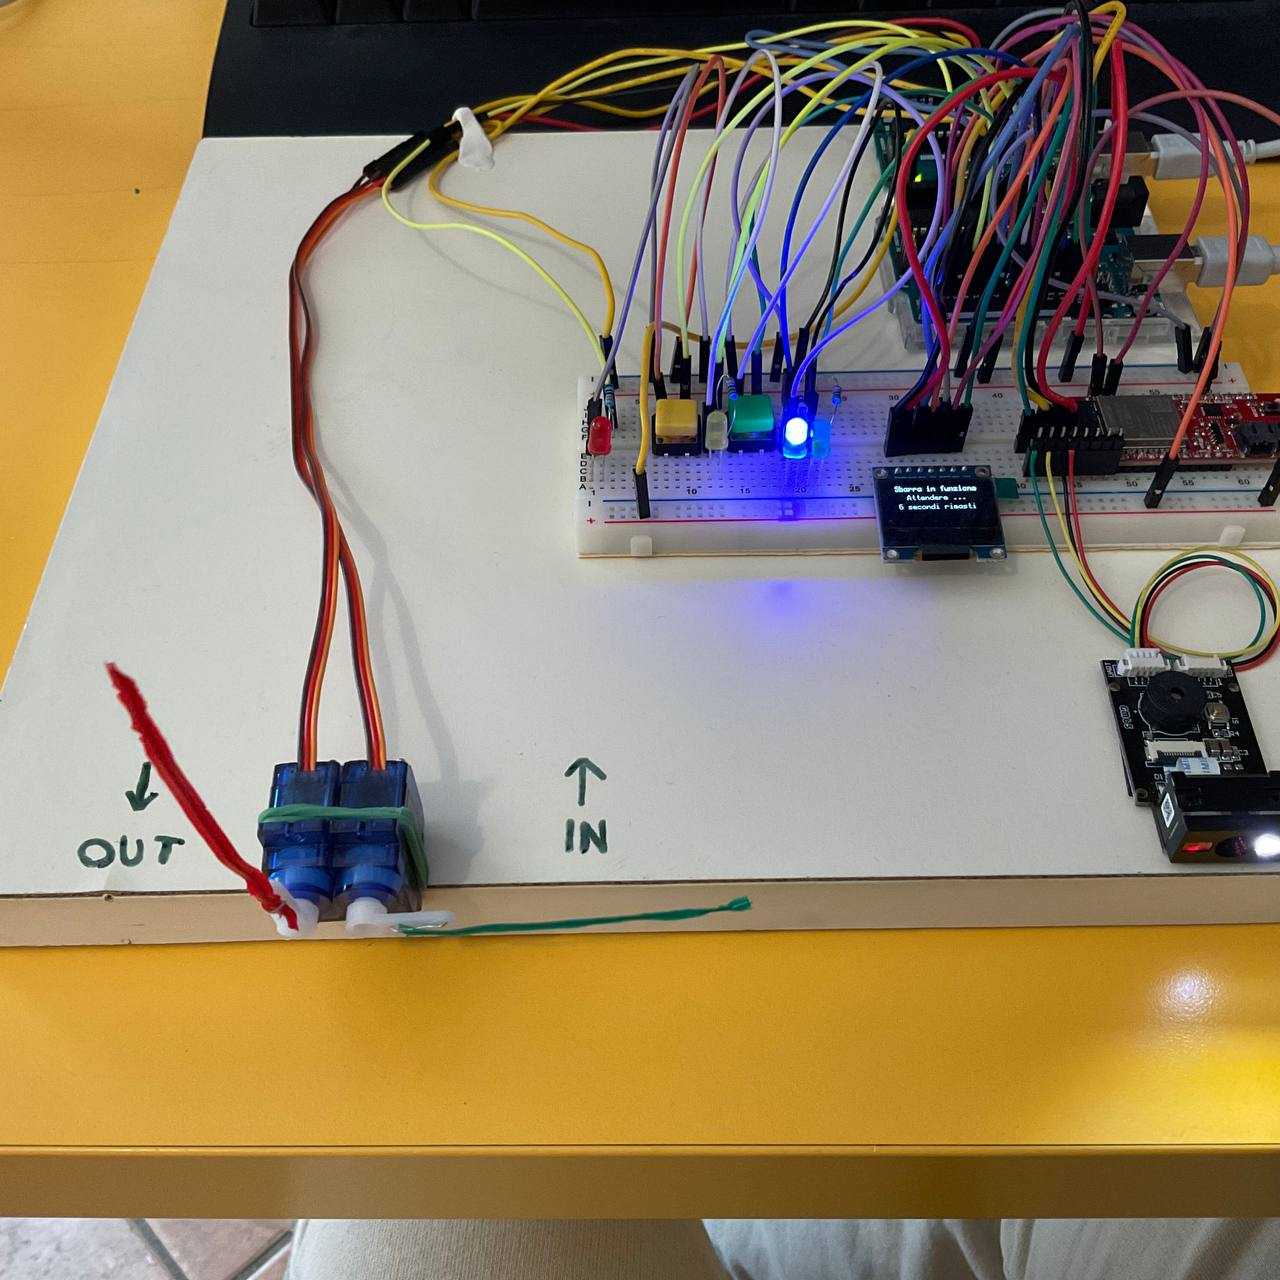 Sbarra in funzione
Attendere ...
6 secondi rimasti
OUT
IN